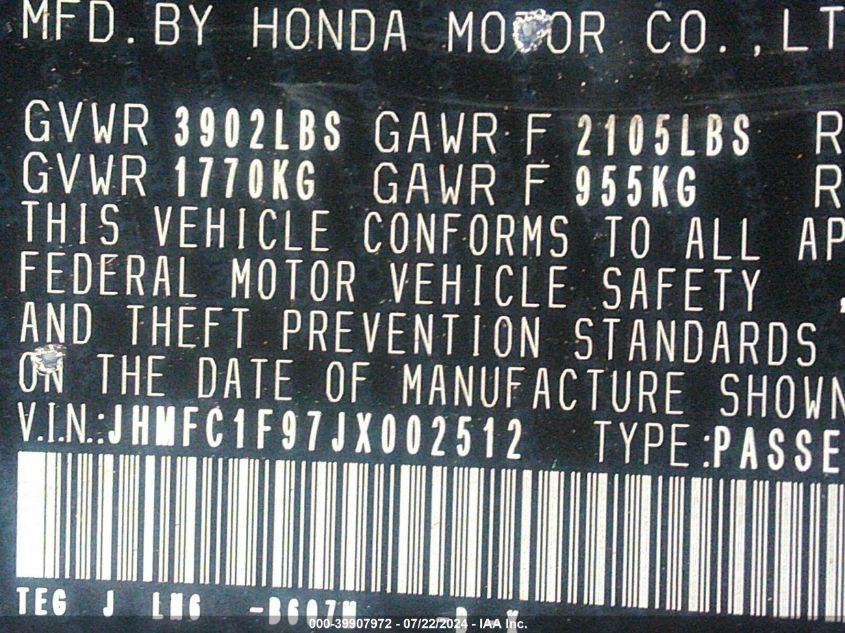 MFD. BY HONDA MOTOR CO., LT
GVWR 3902LBS GAWR F 2105LBS R
GVWR 1770KG GAWR F 955KG R
THIS VEHICLE CONFORMS TO ALL AP
FEDERAL MOTOR VEHICLE SAFETY ,
AND THEFT PREVENTION STANDARDS
ON THE DATE OF MANUFACTURE SHOWN
V.I.N.: JHMFC1F97JX002512 TYPE: PASSE
TEG J
000-39907972 - 07/22/2024 - IAA Inc.